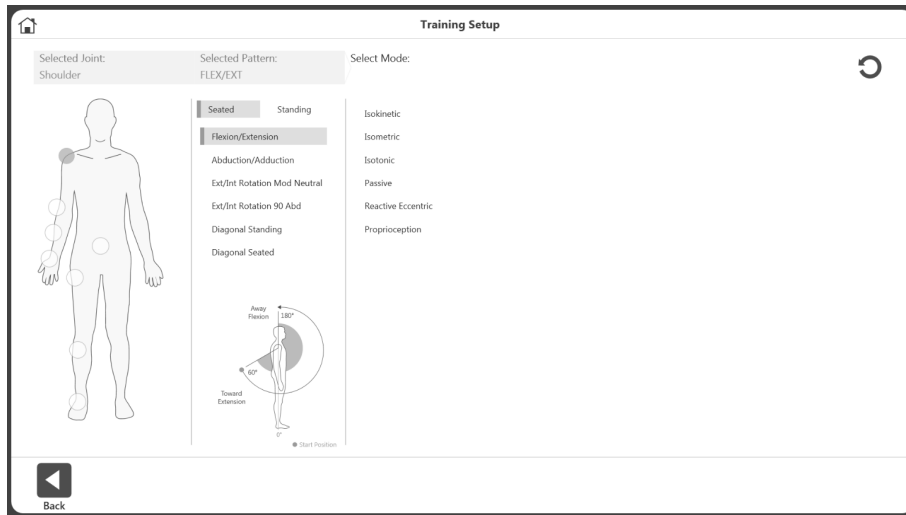 Training Setup
Selected Joint:
Shoulder
Selected Pattern:
FLEX/EXT
Select Mode:
Seated
Standing
Flexion/Extension
Abduction/Adduction
Ext/Int Rotation Mod Neutral
Ext/Int Rotation 90 Abd
Diagonal Standing
Diagonal Seated
Isokinetic
Isometric
Isotonic
Passive
Reactive Eccentric
Proprioception
Away
Flexion
180°
60°
Toward
Extension
0°
Start Position
Back